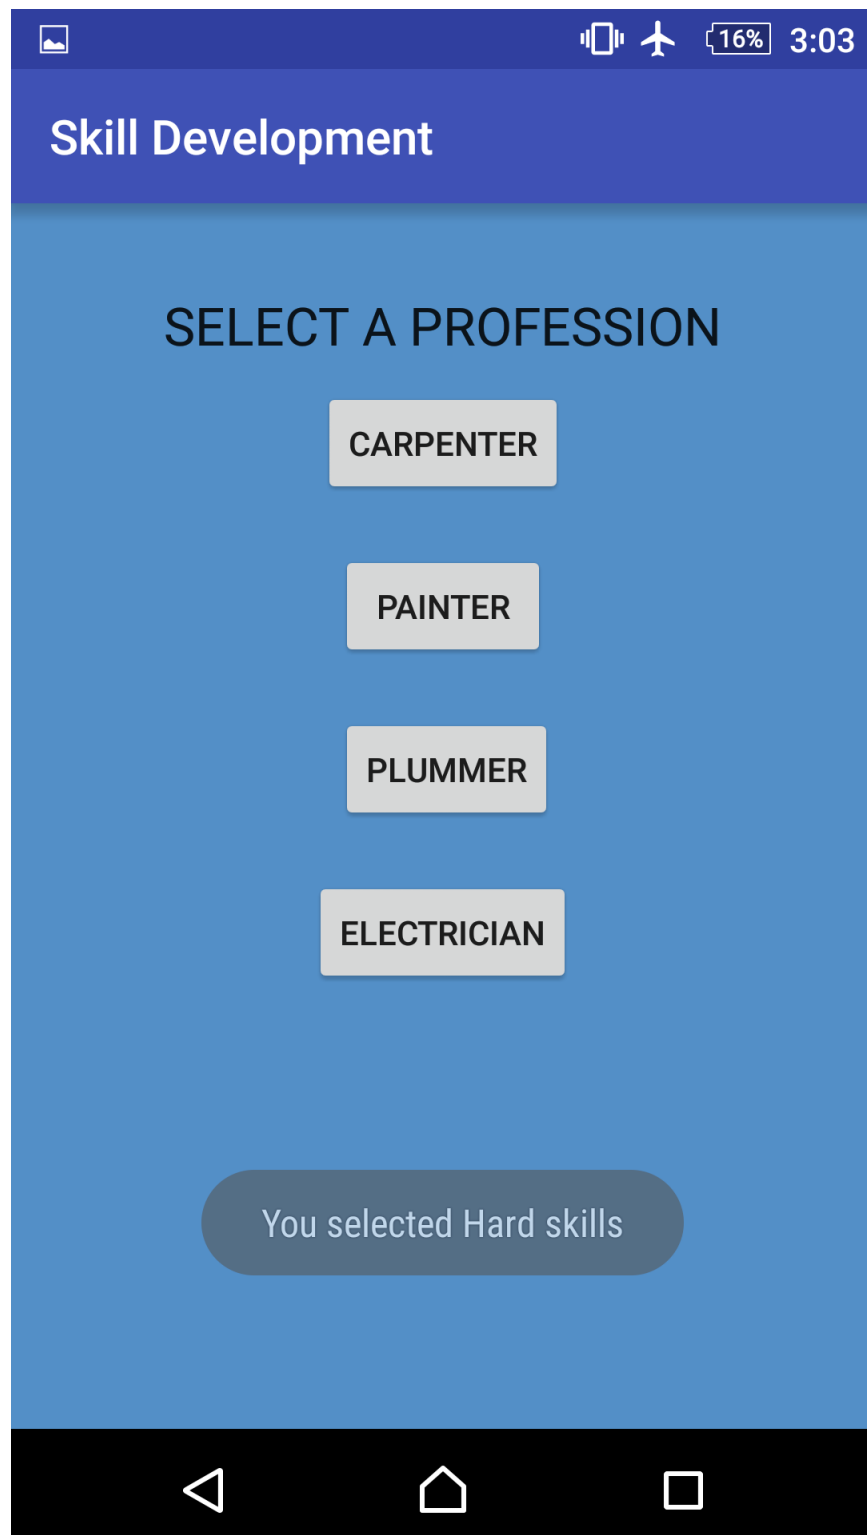 16% 3:03
Skill Development
SELECT A PROFESSION
CARPENTER
PAINTER
PLUMMER
ELECTRICIAN
You selected Hard skills